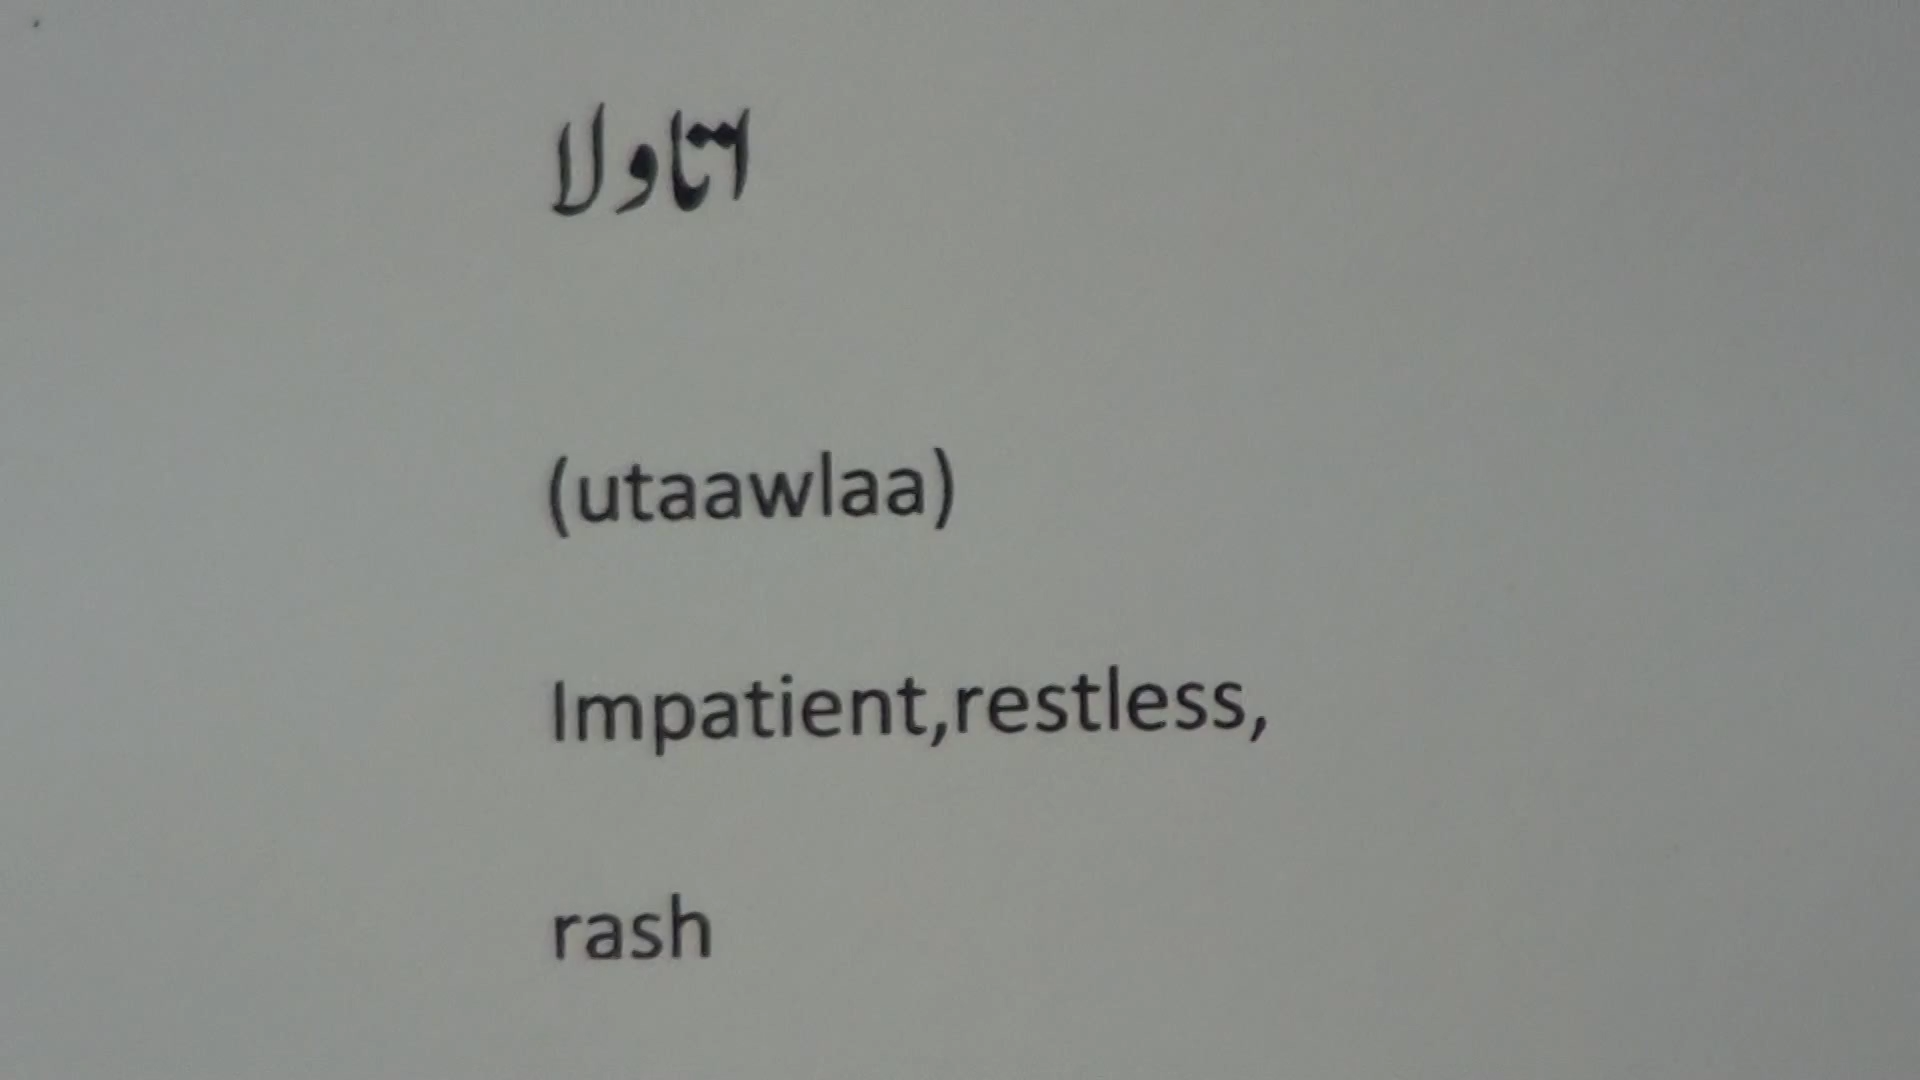 اتاولا
(utaawlaa)
Impatient,restless,
rash